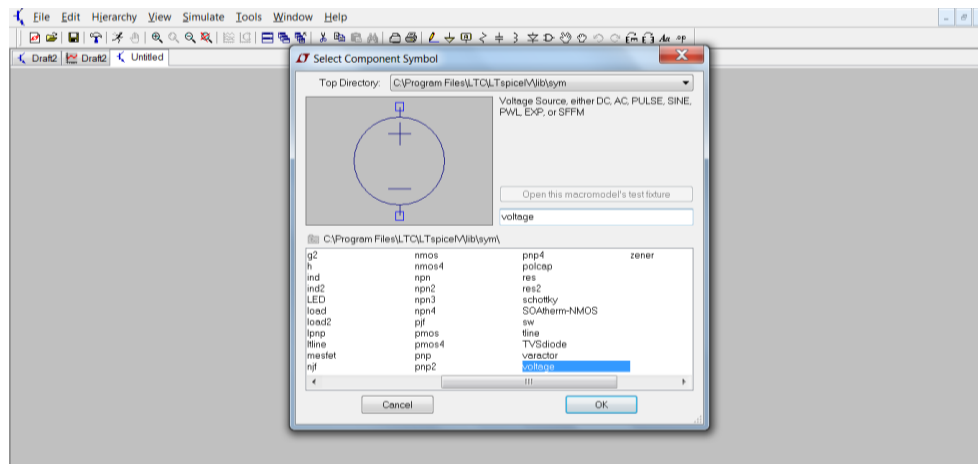 File Edit Hierarchy View Simulate Tools Window Help
Draft2 Draft2 Untitled
Select Component Symbol
Top Directory: C:\Program Files\LTC\LTspiceIV\lib\sym
Voltage Source, either DC, AC, PULSE, SINE,
PWL, EXP, or SFFM
Open this macromodel's test fixture
voltage
C:\Program Files\LTC\LTspiceIV\lib\sym\
g2 nmos pnp4 zener
h nmos4 polcap
ind npn res
ind2 npn2 res2
LED npn3 schottky
load npn4 SOAtherm-NMOS
load2 pjf sw
lpnp pmos tline
ltline pmos4 TVSdiode
mesfet pnp varactor
njf pnp2 voltage
Cancel OK